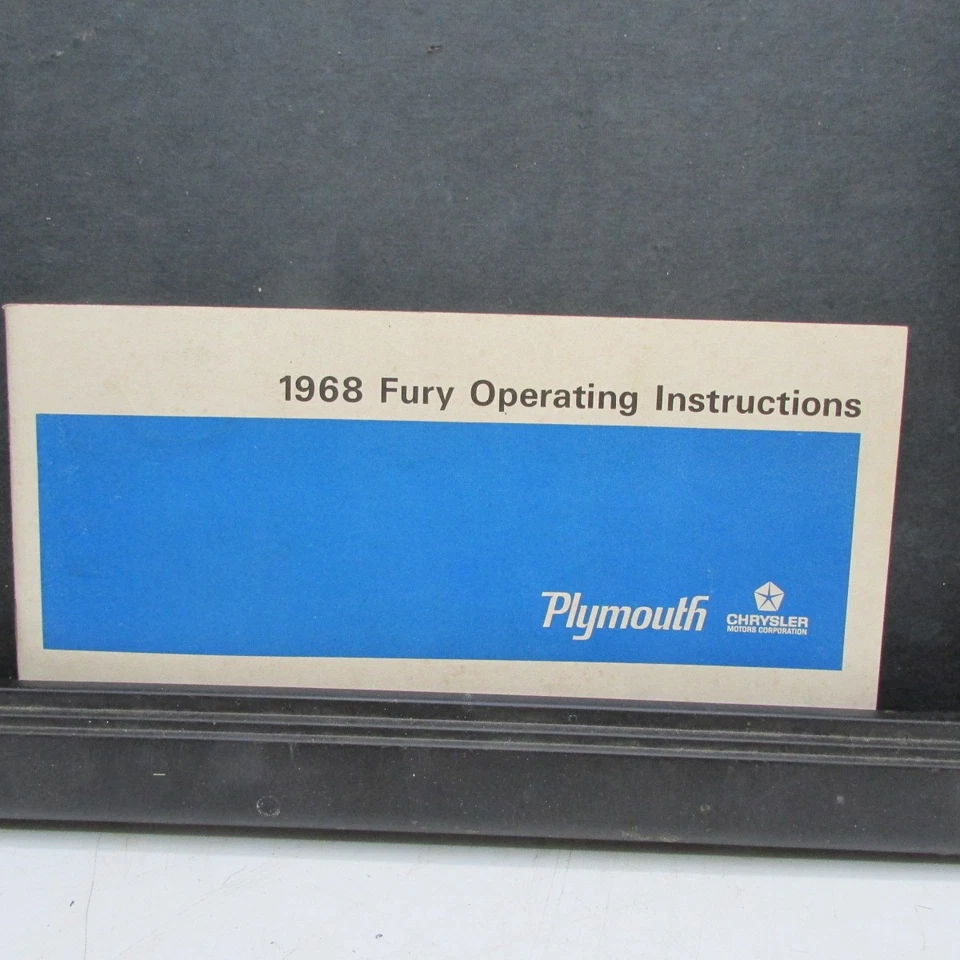 1968 Fury Operating Instructions
Plymouth
CHRYSLER
MOTORS CORPORATION